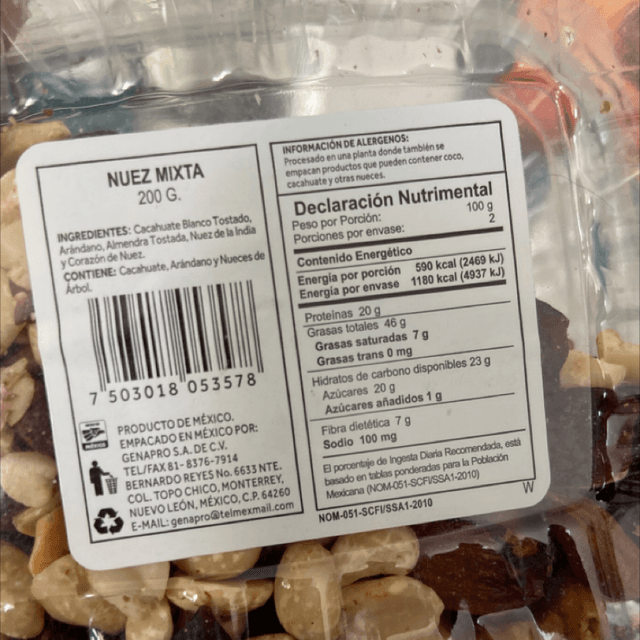 NUEZ MIXTA
200 G.
INGREDIENTES: Cacahuate Blanco Tostado,
Arándano, Almendra Tostada, Nuez de la India
y Corazón de Nuez.
CONTIENE: Cacahuate, Arándano y Nueces de
Árbol.
7 503018 053578
PRODUCTO DE MÉXICO.
EMPACADO EN MÉXICO POR:
GENAPRO S.A. DE C.V.
TEL/FAX 81- 8376-7914
BERNARDO REYES No. 6633 NTE.
COL. TOPO CHICO, MONTERREY,
NUEVO LEÓN, MÉXICO, C.P. 64260
E-MAIL: genapro@telmexmail.com
INFORMACIÓN DE ALERGENOS:
Procesado en una planta donde también se
empacan productos que pueden contener coco,
cacahuate y otras nueces.
Declaración Nutrimental
Peso por Porción: 100 g
Porciones por envase: 2
Contenido Energético
Energía por porción 590 kcal (2469 kJ)
Energía por envase 1180 kcal (4937 kJ)
Proteinas 20 g
Grasas totales 46 g
Grasas saturadas 7 g
Grasas trans 0 mg
Hidratos de carbono disponibles 23 g
Azúcares 20 g
Azúcares añadidos 1 g
Fibra dietética 7 g
Sodio 100 mg
El porcentaje de Ingesta Diaria Recomendada, está
basado en tablas ponderadas para la Población
Mexicana (NOM-051-SCFI/SSA1-2010)
W
NOM-051-SCFI/SSA1-2010